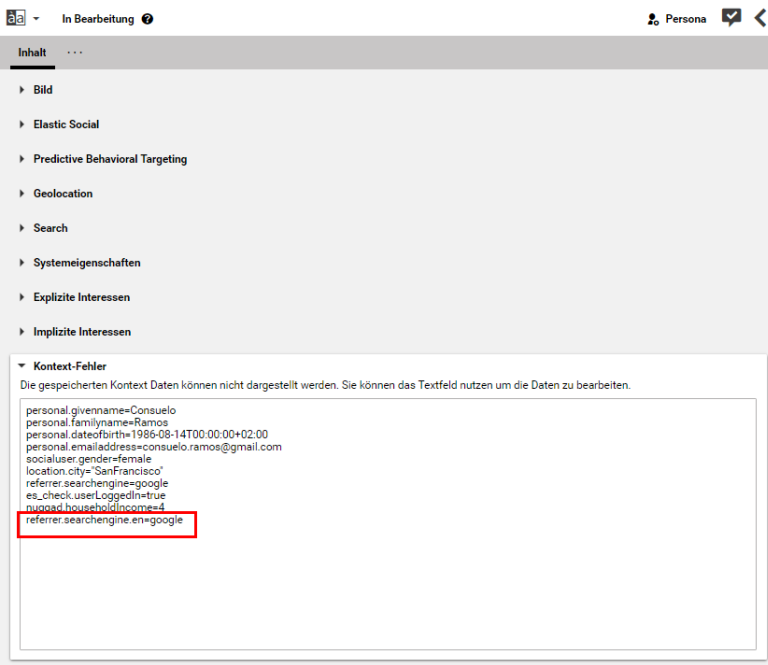 àa
In Bearbeitung ?
Persona
Inhalt ...
Bild
Elastic Social
Predictive Behavioral Targeting
Geolocation
Search
Systemeigenschaften
Explizite Interessen
Implizite Interessen
Kontext-Fehler
Die gespeicherten Kontext Daten können nicht dargestellt werden. Sie können das Textfeld nutzen um die Daten zu bearbeiten.
personal.givenname=Consuelo
personal.familyname=Ramos
personal.dateofbirth=1986-08-14T00:00:00+02:00
personal.emailaddress=consuelo.ramos@gmail.com
socialuser.gender=female
location.city="SanFrancisco"
referrer.searchengine=google
es_check.userLoggedIn=true
nuggad.householdIncome=4
referrer.searchengine.en=google